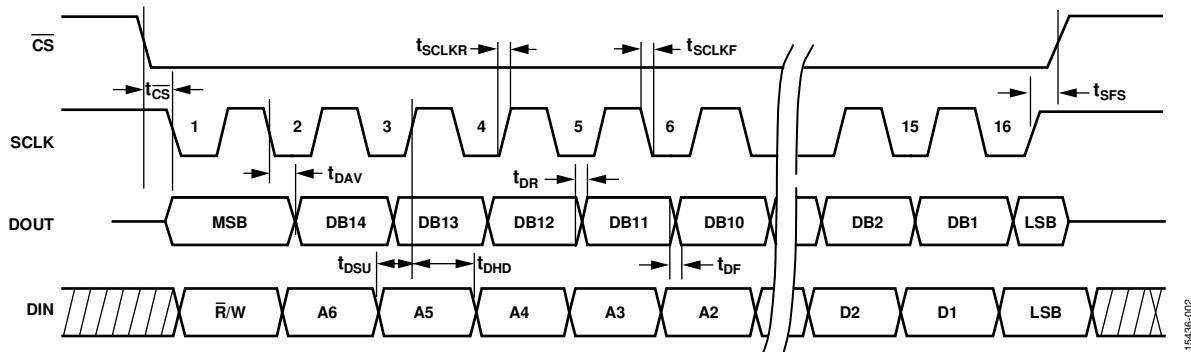 CS
tSCLKR
tSCLKF
tCS
tSFS
SCLK
1 2 3 4 5 6 15 16
tDAV
tDR
DOUT
MSB DB14 DB13 DB12 DB11 DB10 DB2 DB1 LSB
tDSU
tDHD
tDF
DIN
R̅/W A6 A5 A4 A3 A2 D2 D1 LSB
15436-002